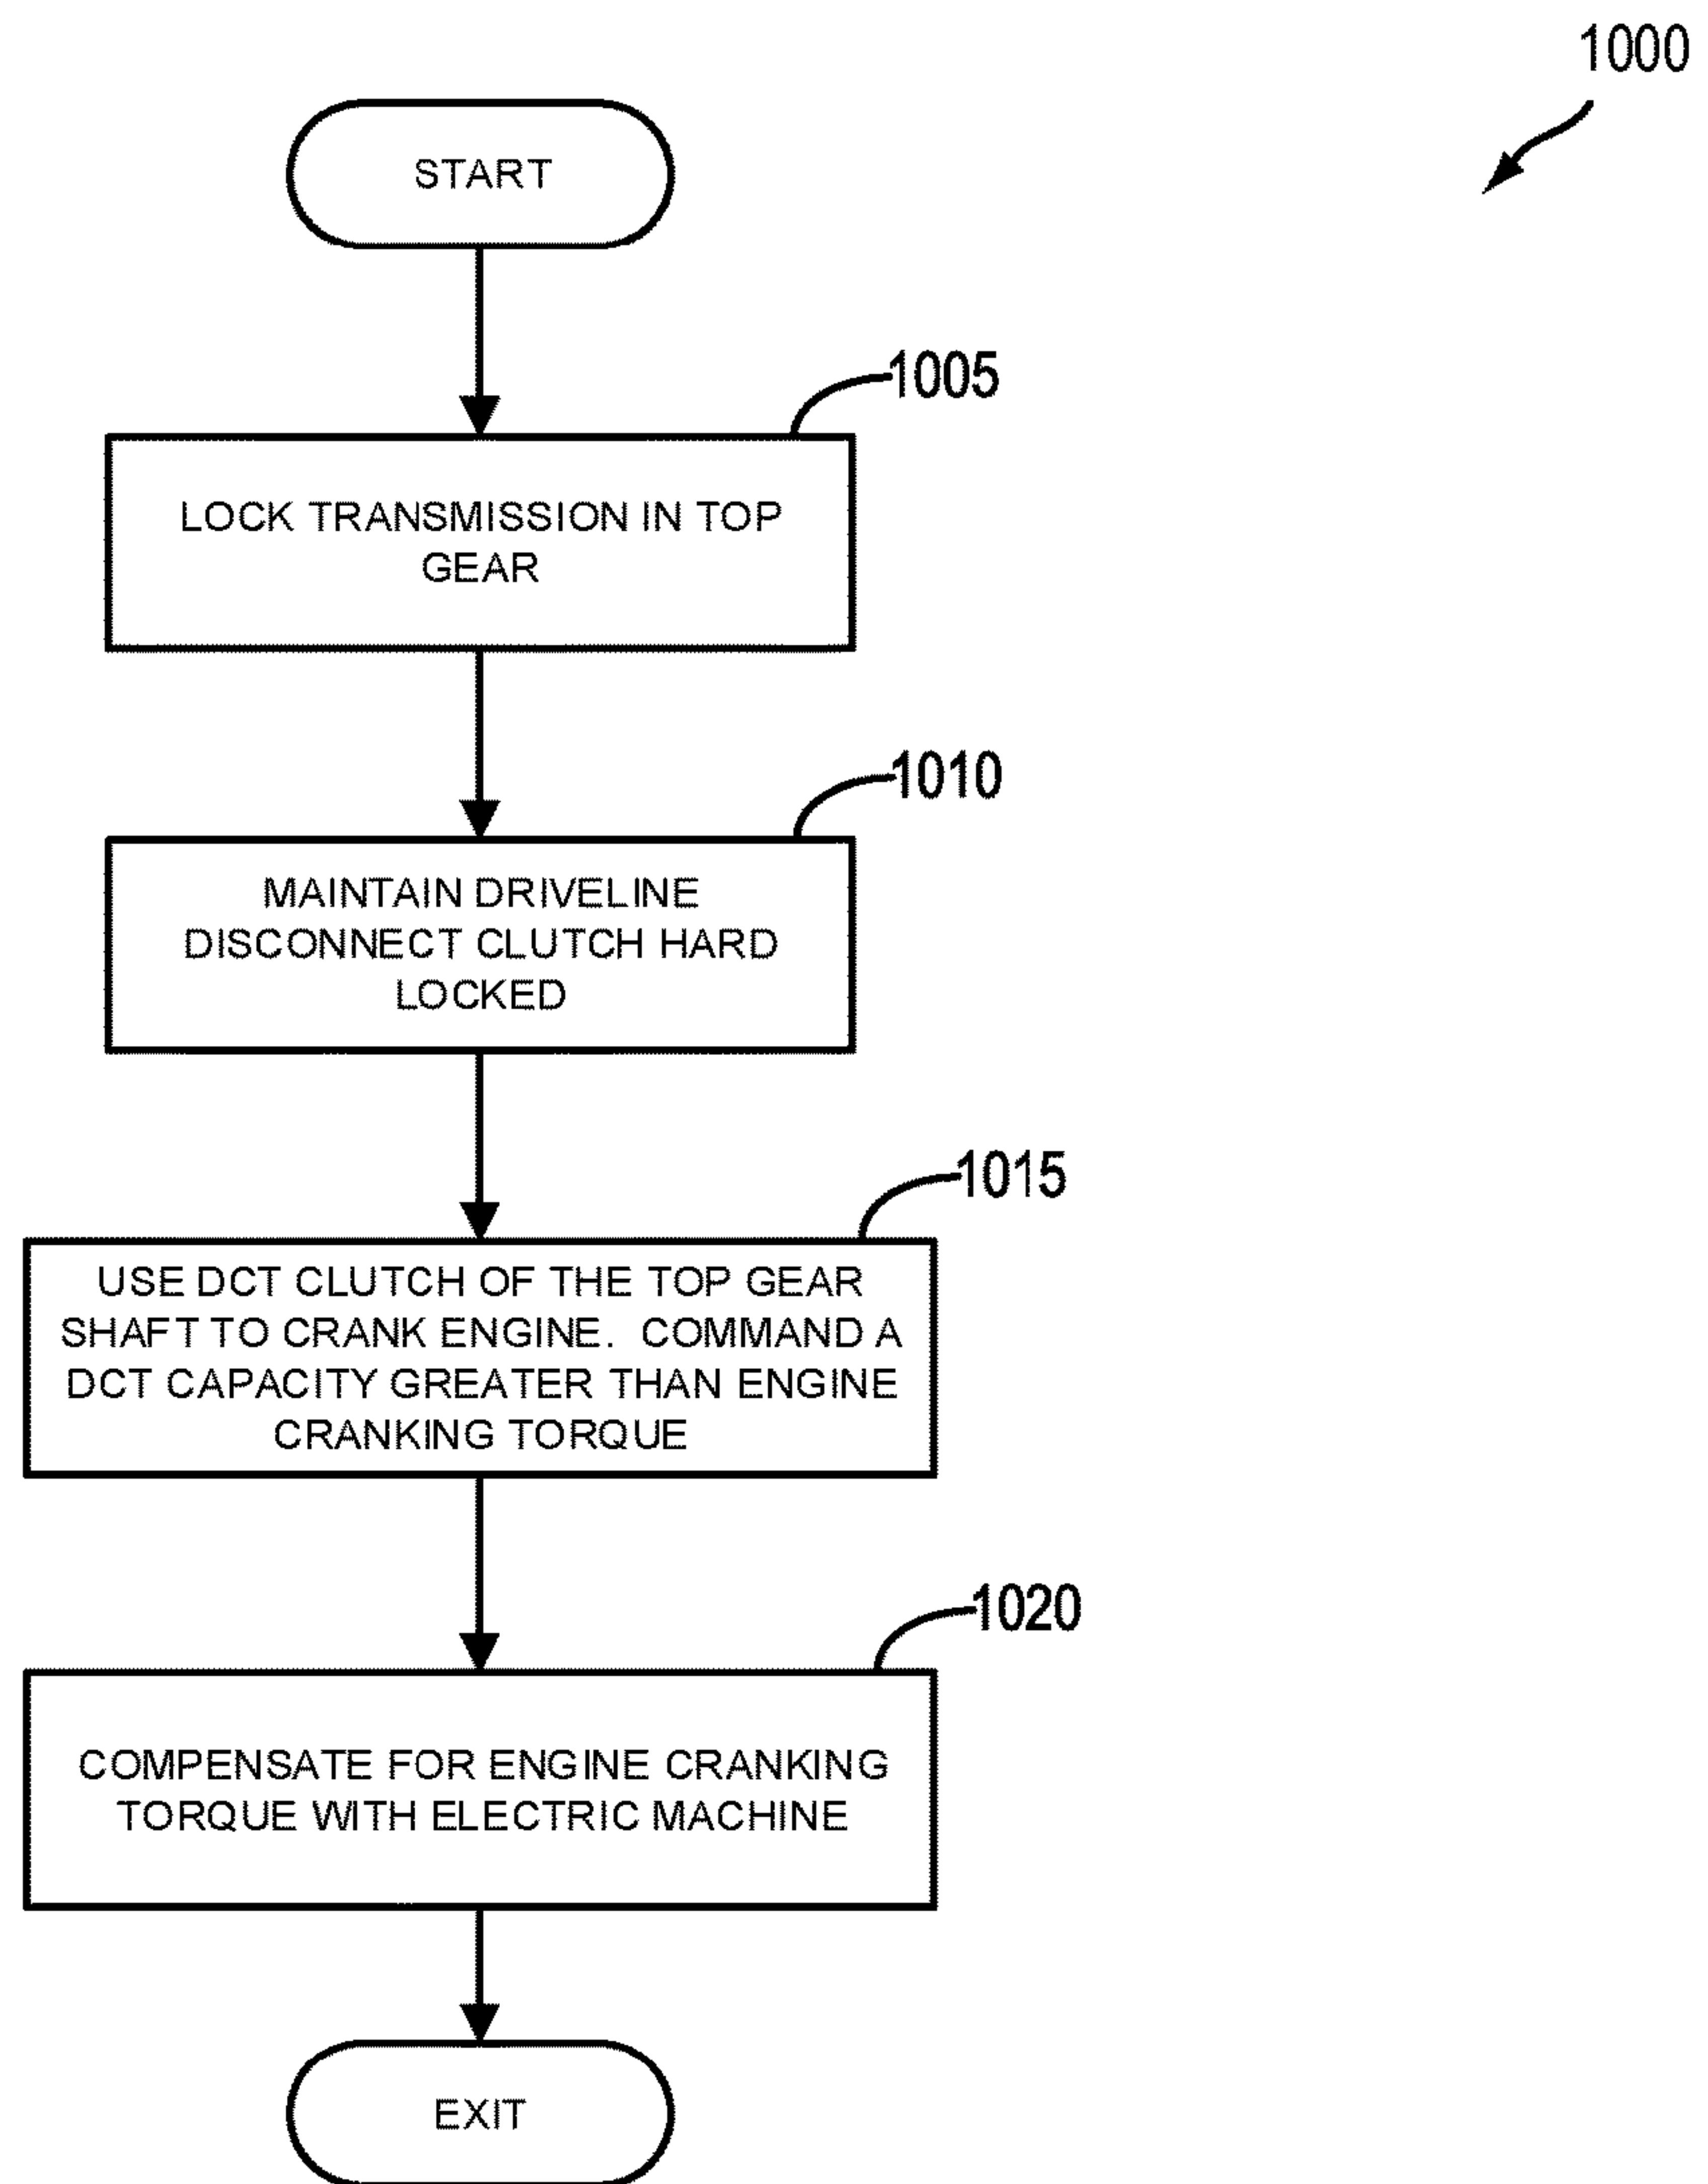 1000
START
1005
LOCK TRANSMISSION IN TOP
GEAR
1010
MAINTAIN DRIVELINE
DISCONNECT CLUTCH HARD
LOCKED
1015
USE DCT CLUTCH OF THE TOP GEAR
SHAFT TO CRANK ENGINE. COMMAND A
DCT CAPACITY GREATER THAN ENGINE
CRANKING TORQUE
1020
COMPENSATE FOR ENGINE CRANKING
TORQUE WITH ELECTRIC MACHINE
EXIT